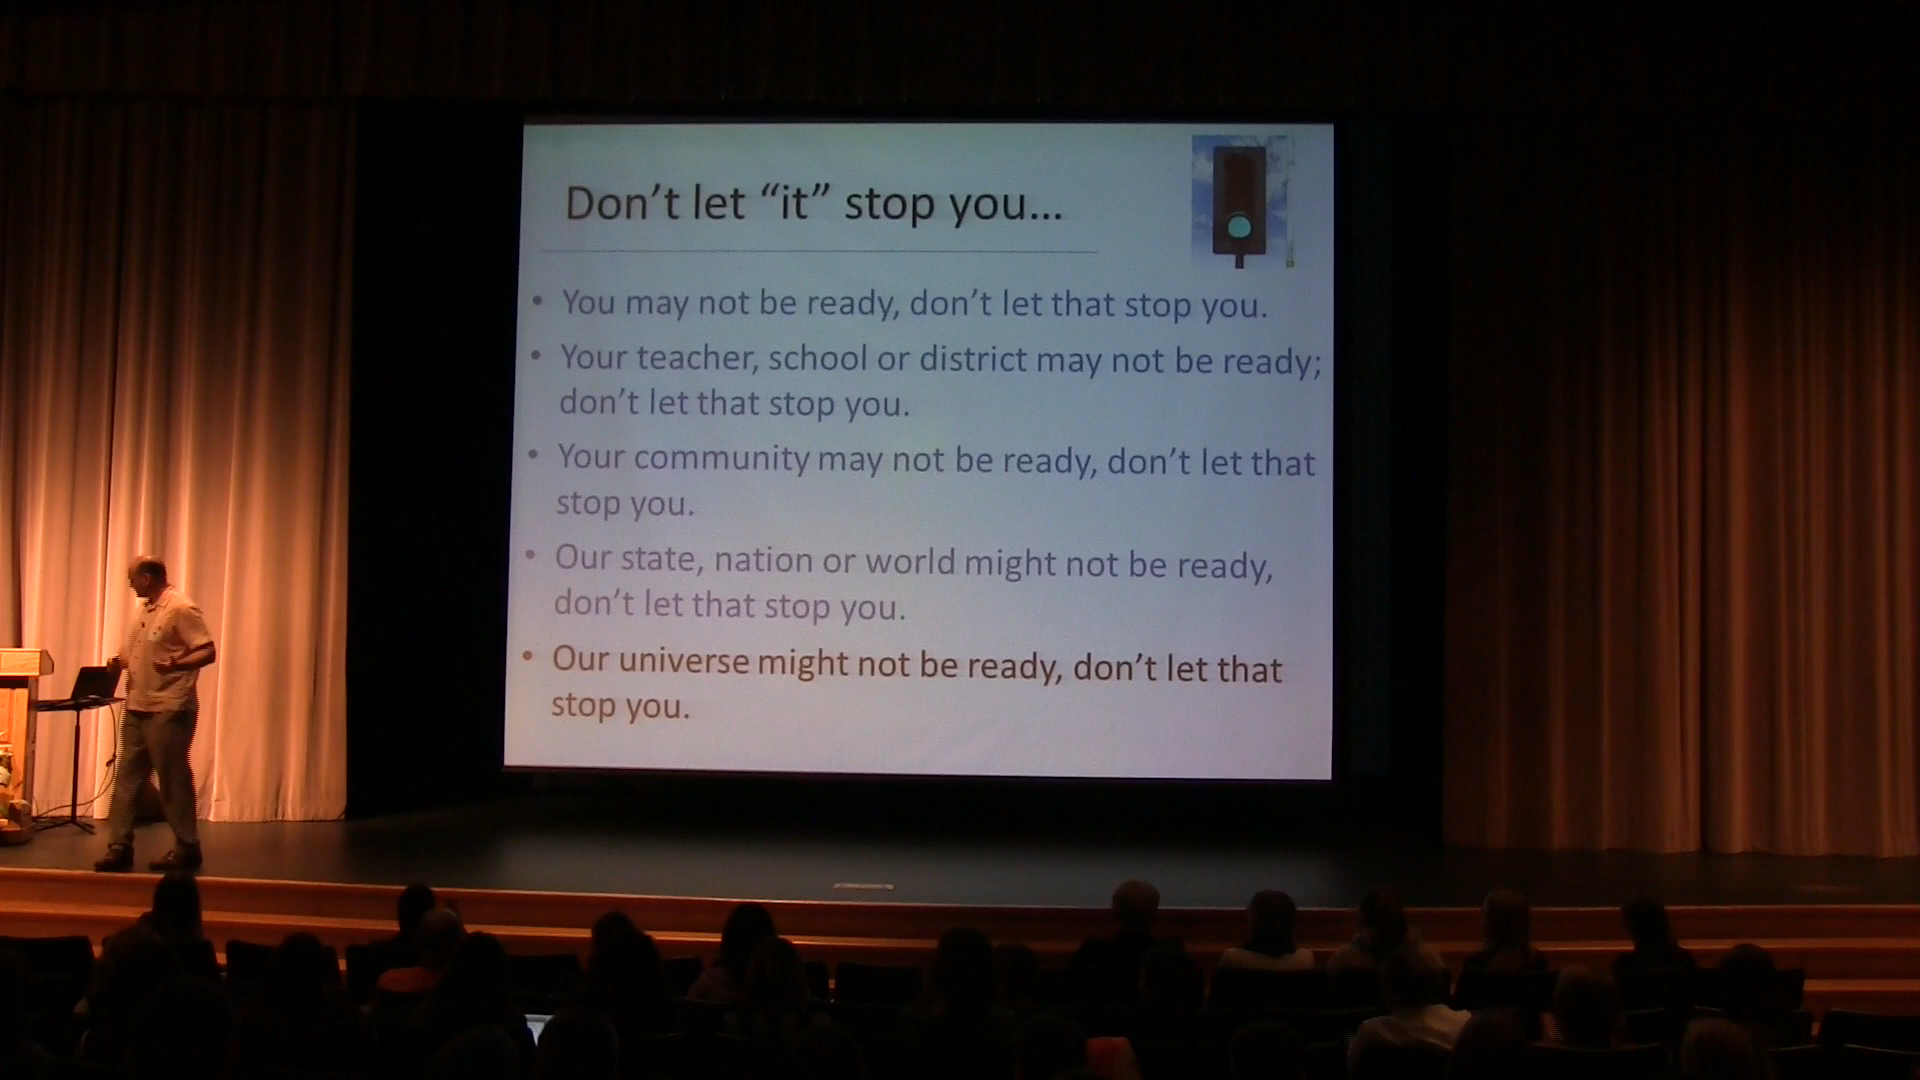 Don’t let “it” stop you...
• You may not be ready, don’t let that stop you.
• Your teacher, school or district may not be ready;
don’t let that stop you.
• Your community may not be ready, don’t let that
stop you.
• Our state, nation or world might not be ready,
don’t let that stop you.
• Our universe might not be ready, don’t let that
stop you.